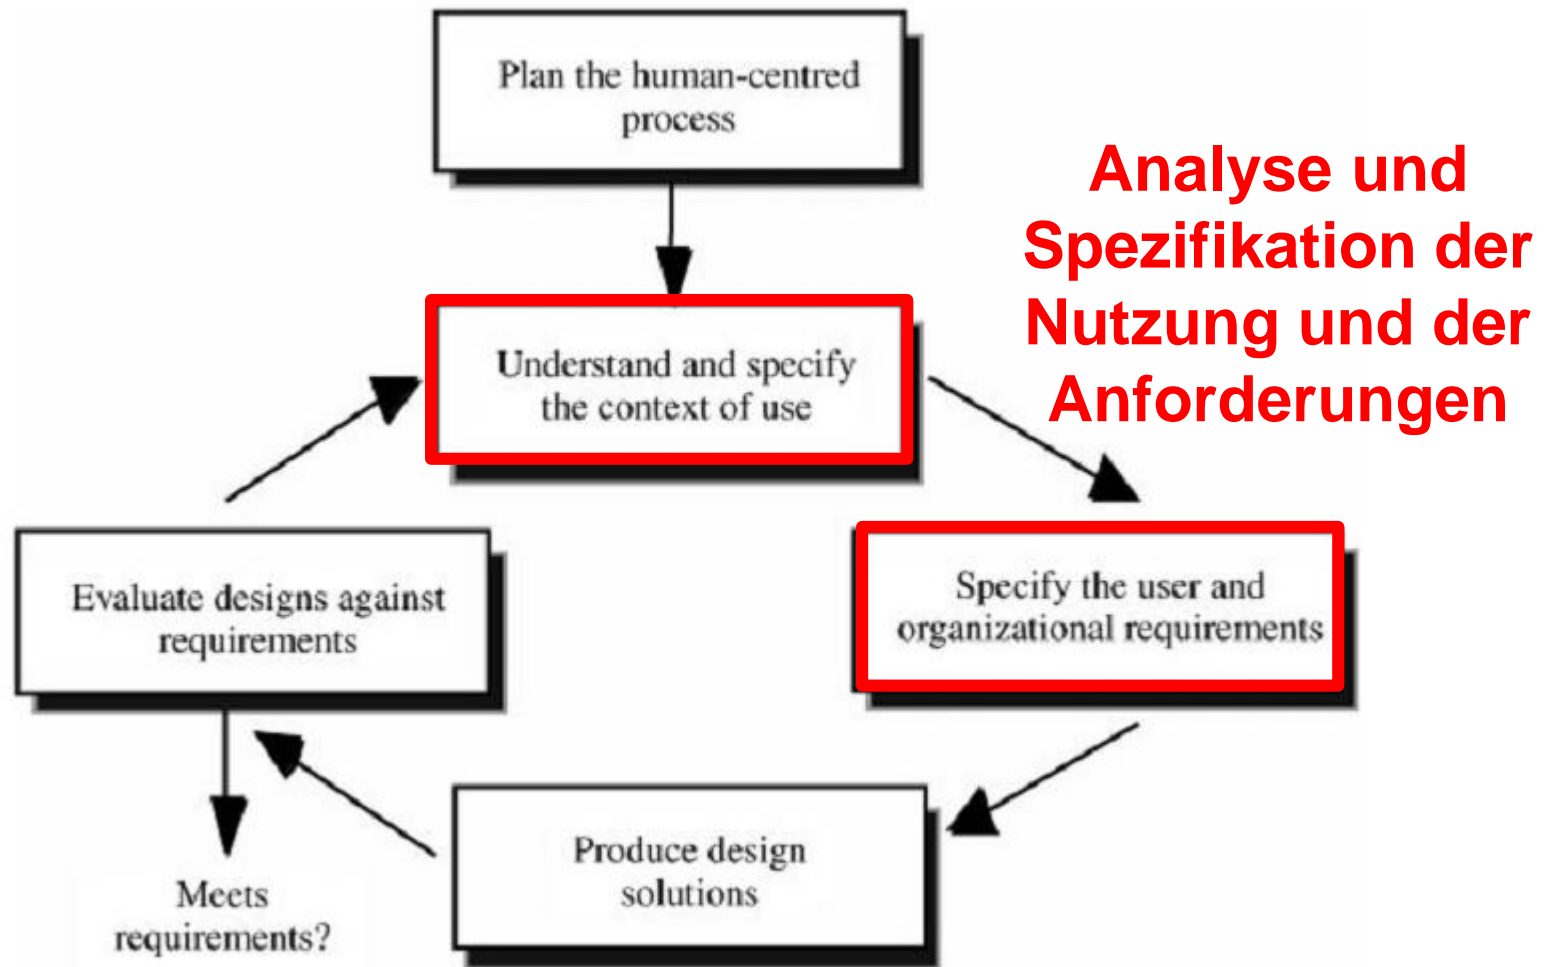 Plan the human-centred
process
Analyse und
Spezifikation der
Nutzung und der
Anforderungen
Understand and specify
the context of use
Evaluate designs against
requirements
Specify the user and
organizational requirements
Produce design
solutions
Meets
requirements?